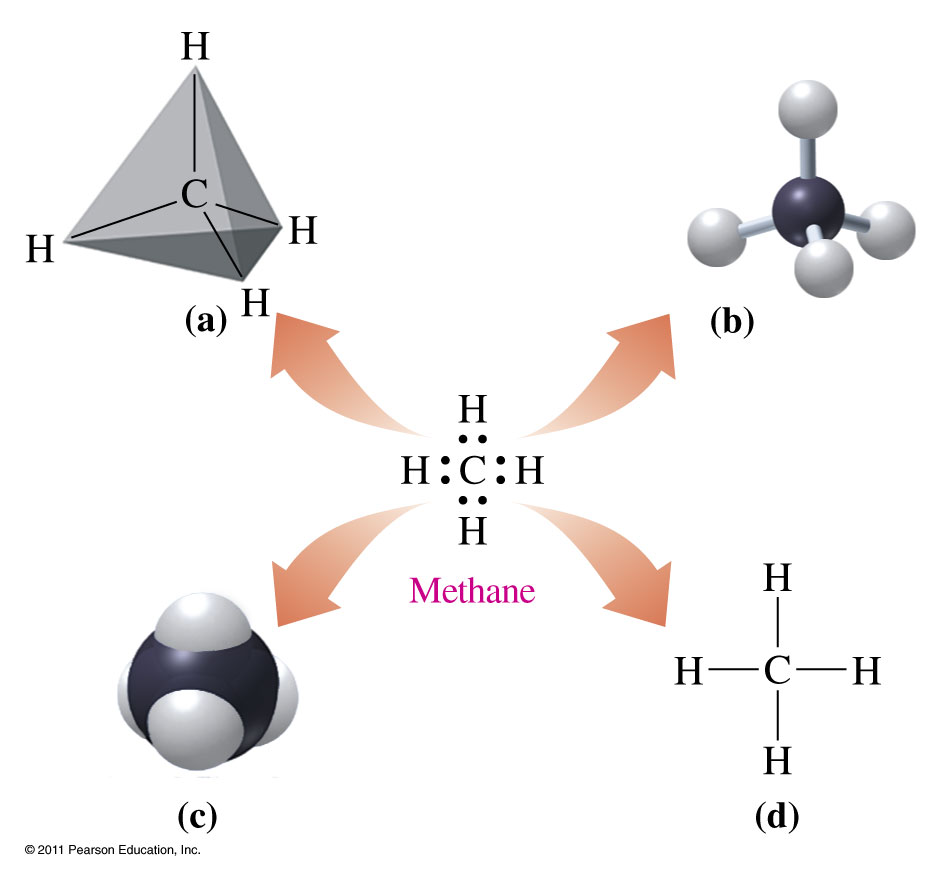 H
C
H
H
H
(a)
(b)
H
H:C:H
H
Methane
(c)
H
H C H
H
(d)
© 2011 Pearson Education, Inc.